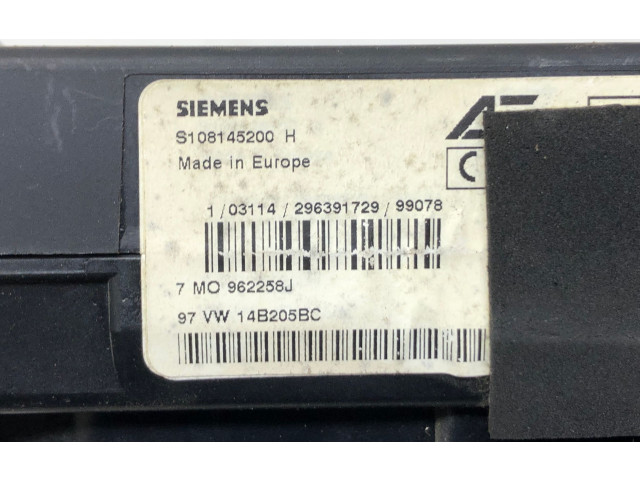 SIEMENS
S108145200 H
Made in Europe
1/03114/296391729/99078
7 MO 962258J
97 VW 14B205BC